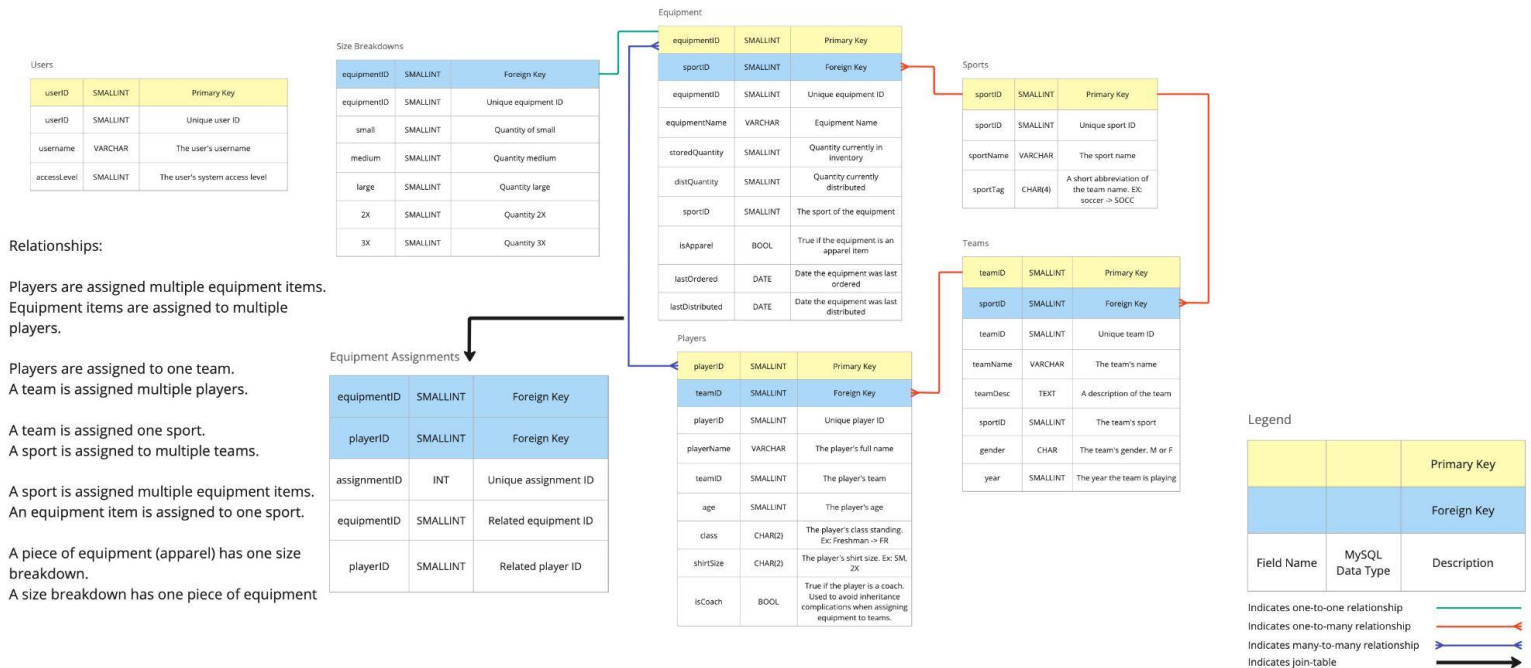 Users
userID SMALLINT Primary Key
userID SMALLINT Unique user ID
username VARCHAR The user's username
accessLevel SMALLINT The user's system access level
Size Breakdowns
equipmentID SMALLINT Foreign Key
equipmentID SMALLINT Unique equipment ID
small SMALLINT Quantity of small
medium SMALLINT Quantity medium
large SMALLINT Quantity large
2X SMALLINT Quantity 2X
3X SMALLINT Quantity 3X
Equipment
equipmentID SMALLINT Primary Key
sportID SMALLINT Foreign Key
equipmentID SMALLINT Unique equipment ID
equipmentName VARCHAR Equipment Name
storedQuantity SMALLINT Quantity currently in
inventory
distQuantity SMALLINT Quantity currently
distributed
sportID SMALLINT The sport of the equipment
isApparel BOOL True if the equipment is an
apparel item
lastOrdered DATE Date the equipment was last
ordered
lastDistributed DATE Date the equipment was last
distributed
Sports
sportID SMALLINT Primary Key
sportID SMALLINT Unique sport ID
sportName VARCHAR The sport name
sportTag CHAR(4) A short abbreviation of
the team name. EX:
soccer -> SOCC
Relationships:
Players are assigned multiple equipment items.
Equipment items are assigned to multiple
players.
Players are assigned to one team.
A team is assigned multiple players.
A team is assigned one sport.
A sport is assigned to multiple teams.
A sport is assigned multiple equipment items.
An equipment item is assigned to one sport.
A piece of equipment (apparel) has one size
breakdown.
A size breakdown has one piece of equipment
Equipment Assignments
equipmentID SMALLINT Foreign Key
playerID SMALLINT Foreign Key
assignmentID INT Unique assignment ID
equipmentID SMALLINT Related equipment ID
playerID SMALLINT Related player ID
Players
playerID SMALLINT Primary Key
teamID SMALLINT Foreign Key
playerID SMALLINT Unique player ID
playerName VARCHAR The player's full name
teamID SMALLINT The player's team
age SMALLINT The player's age
class CHAR(2) The player's class standing.
Ex: Freshman -> FR
shirtSize CHAR(2) The player's shirt size. Ex: SM,
2X
isCoach BOOL True if the player is a coach.
Used to avoid inheritance
complications when assigning
equipment to teams.
Teams
teamID SMALLINT Primary Key
sportID SMALLINT Foreign Key
teamID SMALLINT Unique team ID
teamName VARCHAR The team's name
teamDesc TEXT A description of the team
sportID SMALLINT The team's sport
gender CHAR The team's gender. M or F
year SMALLINT The year the team is playing
Legend
Primary Key
Foreign Key
Field Name MySQL
Data Type Description
Indicates one-to-one relationship
Indicates one-to-many relationship
Indicates many-to-many relationship
Indicates join-table